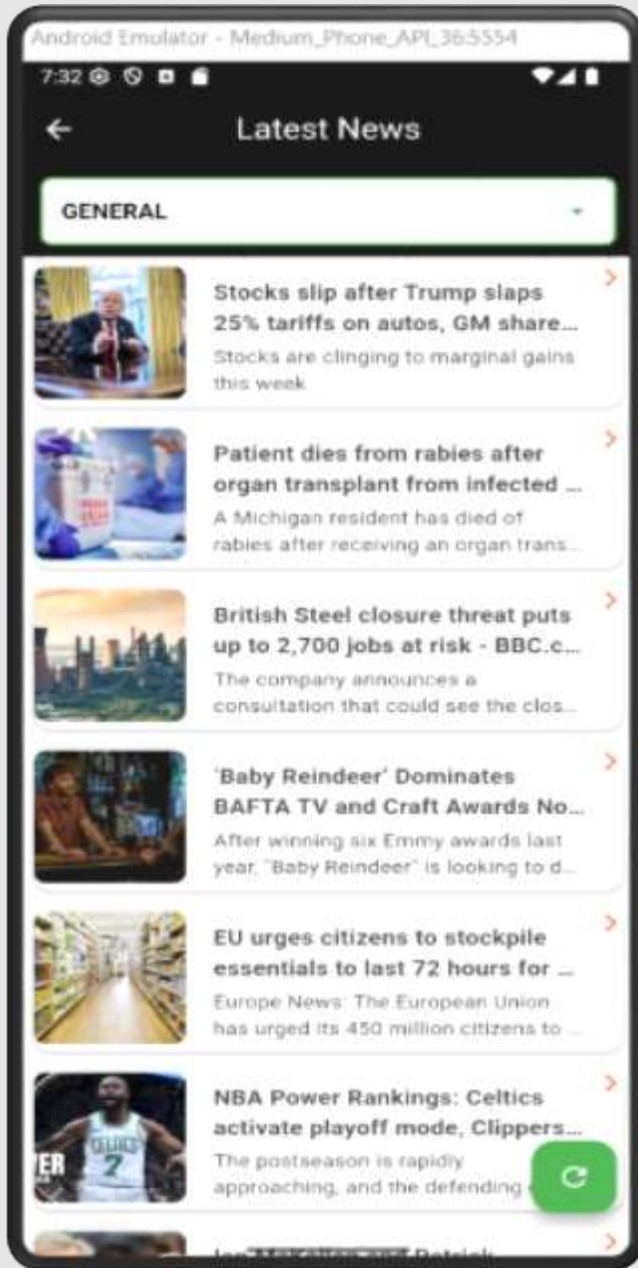 Android Emulator - Medium_Phone_API_36:5554
7:32
Latest News
GENERAL
Stocks slip after Trump slaps
25% tariffs on autos, GM share...
Stocks are clinging to marginal gains
this week
Patient dies from rabies after
organ transplant from infected ...
A Michigan resident has died of
rabies after receiving an organ trans...
British Steel closure threat puts
up to 2,700 jobs at risk - BBC.c...
The company announces a
consultation that could see the clos...
'Baby Reindeer' Dominates
BAFTA TV and Craft Awards No...
After winning six Emmy awards last
year, "Baby Reindeer" is looking to d...
EU urges citizens to stockpile
essentials to last 72 hours for ...
Europe News: The European Union
has urged its 450 million citizens to ...
NBA Power Rankings: Celtics
activate playoff mode, Clippers...
The postseason is rapidly
approaching, and the defending
CELTICS
7